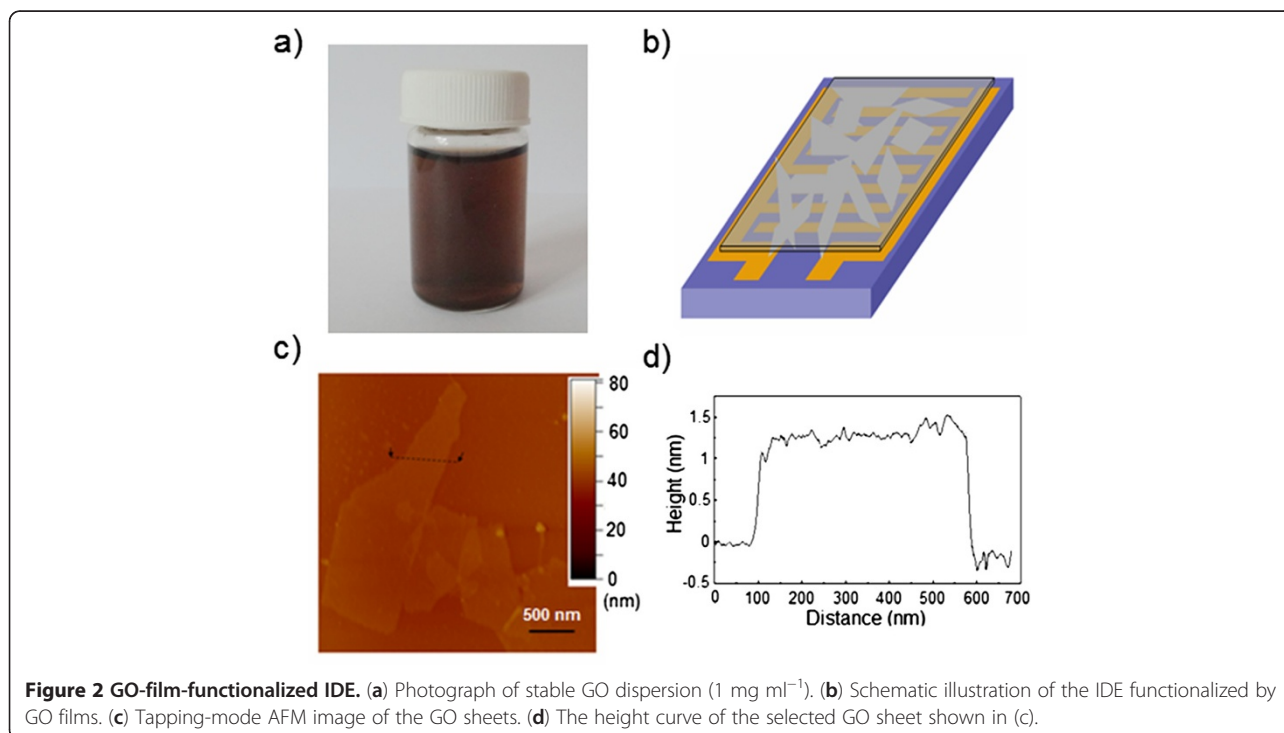 a)
b)
c)
80
60
40
20
0
(nm)
500 nm
d)
Height (nm)
1.5
1
0.5
0
-0.5
0 100 200 300 400 500 600 700
Distance (nm)
Figure 2 GO-film-functionalized IDE. (a) Photograph of stable GO dispersion (1 mg ml⁻¹). (b) Schematic illustration of the IDE functionalized by
GO films. (c) Tapping-mode AFM image of the GO sheets. (d) The height curve of the selected GO sheet shown in (c).